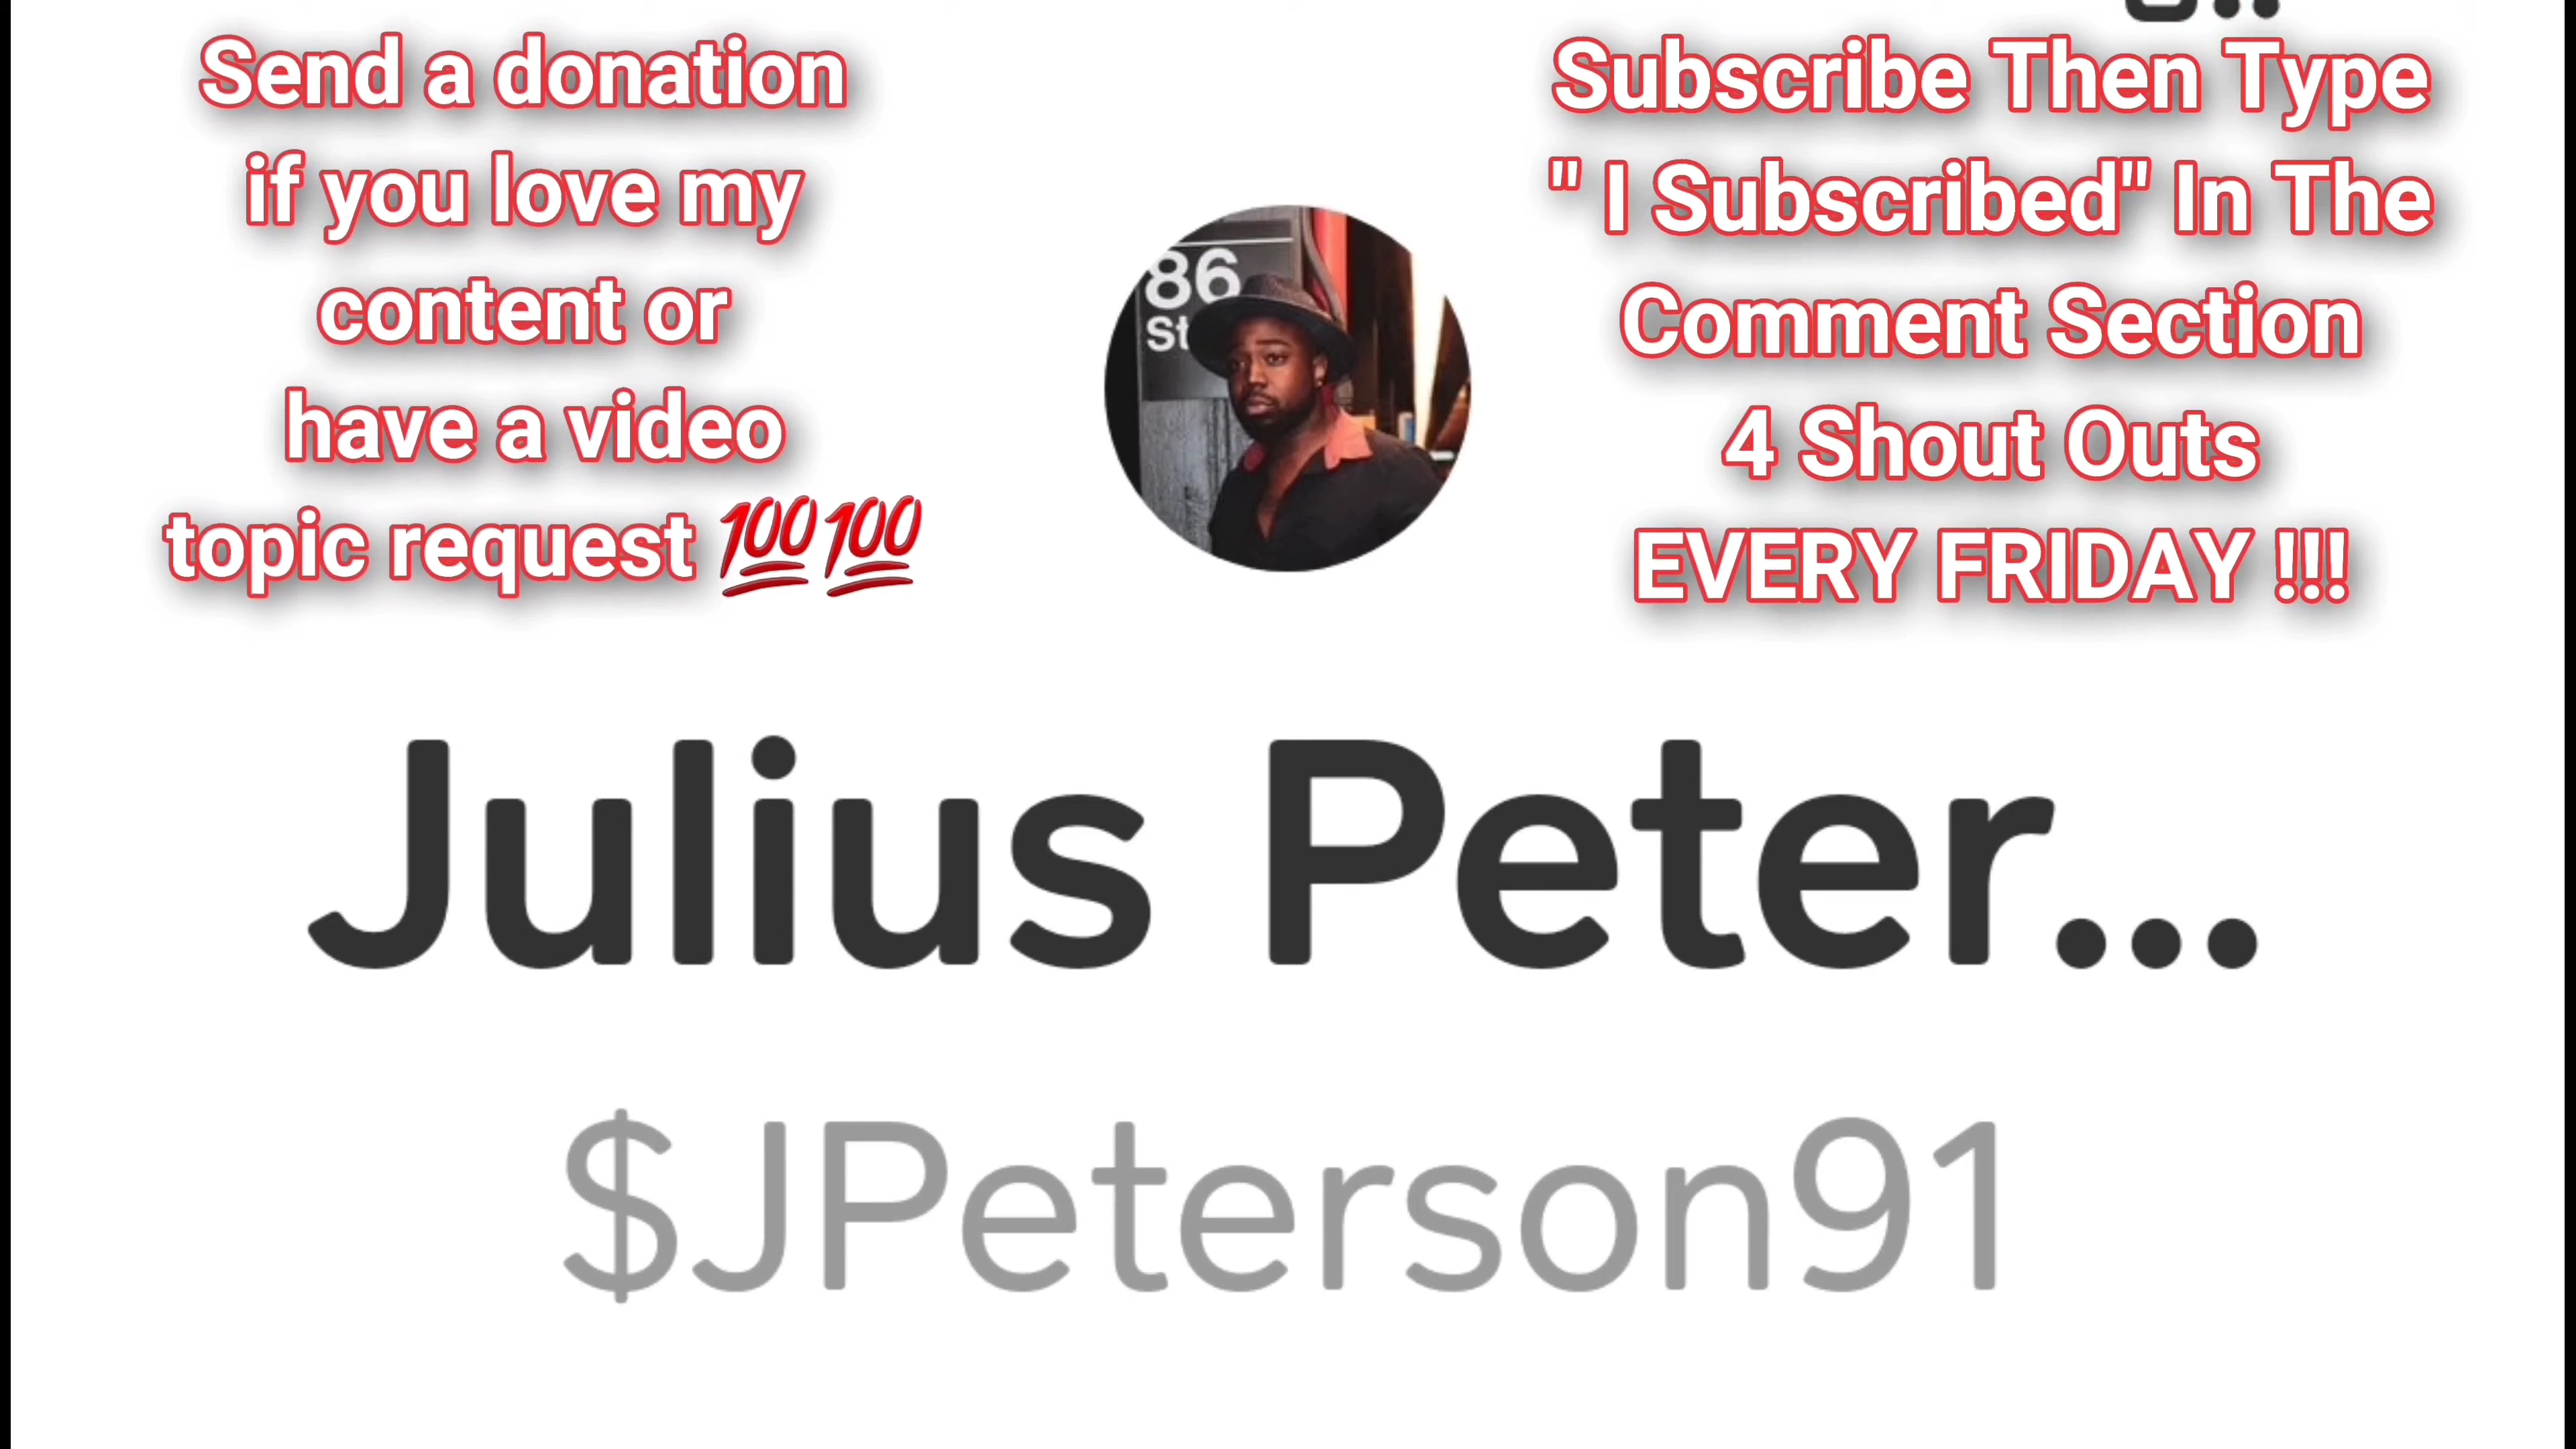 Send a donation
if you love my
content or
have a video
topic request 💯💯
Subscribe Then Type
" I Subscribed" In The
Comment Section
4 Shout Outs
EVERY FRIDAY !!!
86
St
Julius Peter...
$JPeterson91